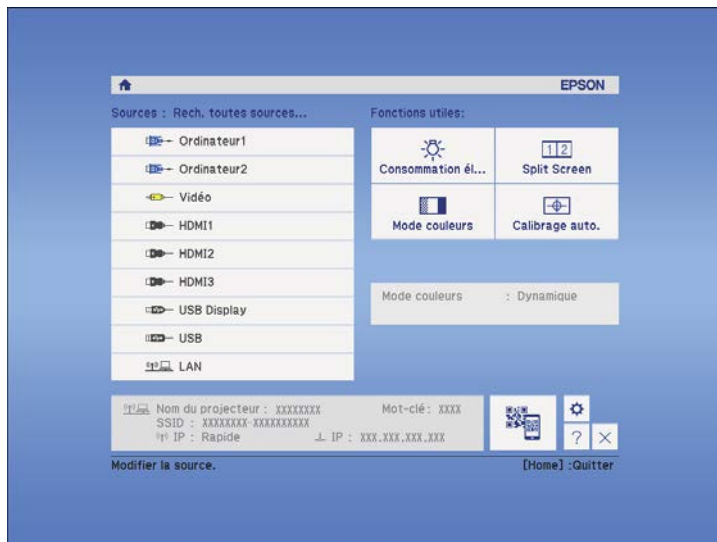 EPSON
Sources : Rech. toutes sources...
Fonctions utiles:
Ordinateur1
Ordinateur2
Vidéo
HDMI1
HDMI2
HDMI3
USB Display
USB
LAN
Consommation él...
1 2
Split Screen
Mode couleurs
Calibrage auto.
Mode couleurs : Dynamique
Nom du projecteur : XXXXXXXX Mot-clé : XXXX
SSID : XXXXXXXX-XXXXXXXXXX
IP : Rapide IP : XXX.XXX.XXX.XXX
?
Modifier la source.
[Home] :Quitter